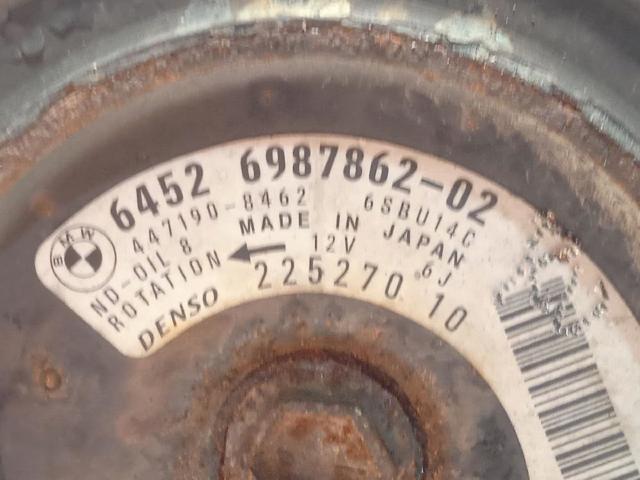 BMW
6452 6987862-02
447190-8462 6SBU14C
ND-OIL 8 MADE IN JAPAN
ROTATION 12V 6J
DENSO 225270 10